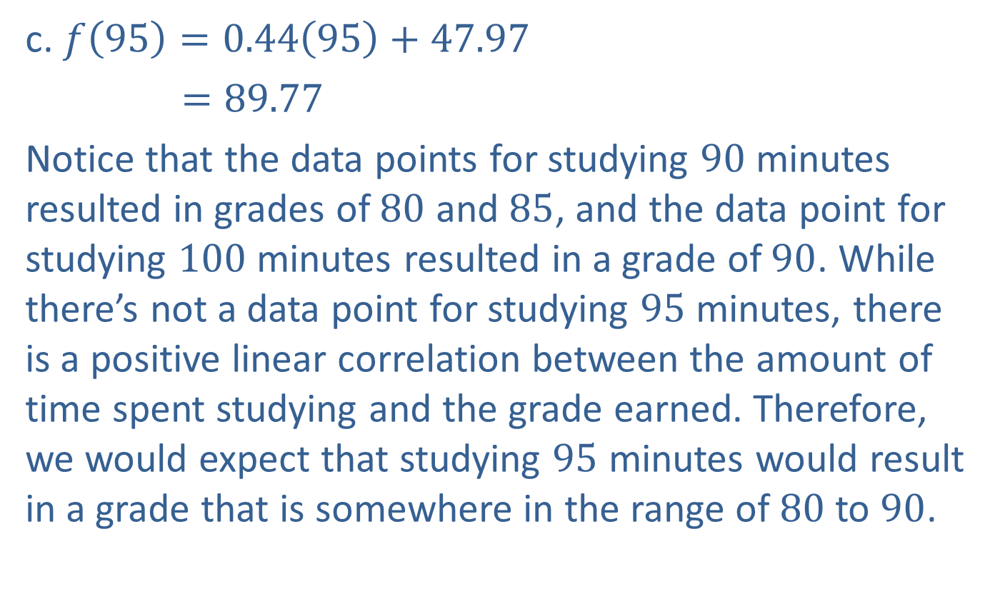 c. f(95) = 0.44(95) + 47.97
= 89.77
Notice that the data points for studying 90 minutes
resulted in grades of 80 and 85, and the data point for
studying 100 minutes resulted in a grade of 90. While
there’s not a data point for studying 95 minutes, there
is a positive linear correlation between the amount of
time spent studying and the grade earned. Therefore,
we would expect that studying 95 minutes would result
in a grade that is somewhere in the range of 80 to 90.